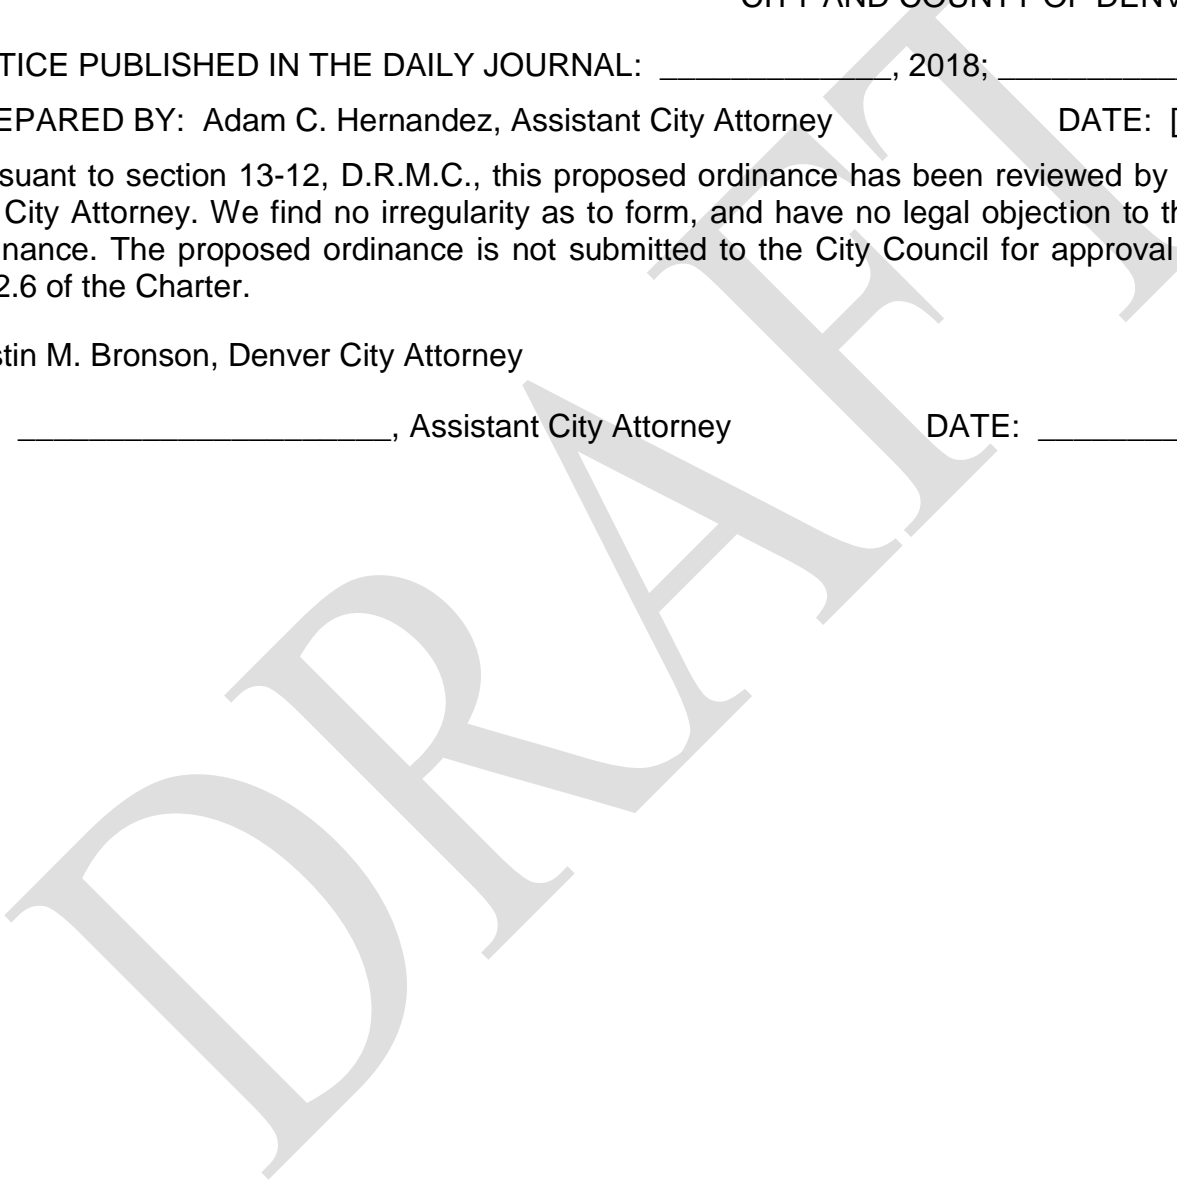 CITY AND COUNTY OF DENV
TICE PUBLISHED IN THE DAILY JOURNAL: _____________, 2018; __________
EPARED BY: Adam C. Hernandez, Assistant City Attorney DATE: [
suant to section 13-12, D.R.M.C., this proposed ordinance has been reviewed by
City Attorney. We find no irregularity as to form, and have no legal objection to th
nance. The proposed ordinance is not submitted to the City Council for approval
2.6 of the Charter.
stin M. Bronson, Denver City Attorney
_____________________, Assistant City Attorney DATE: ________
DRAFT